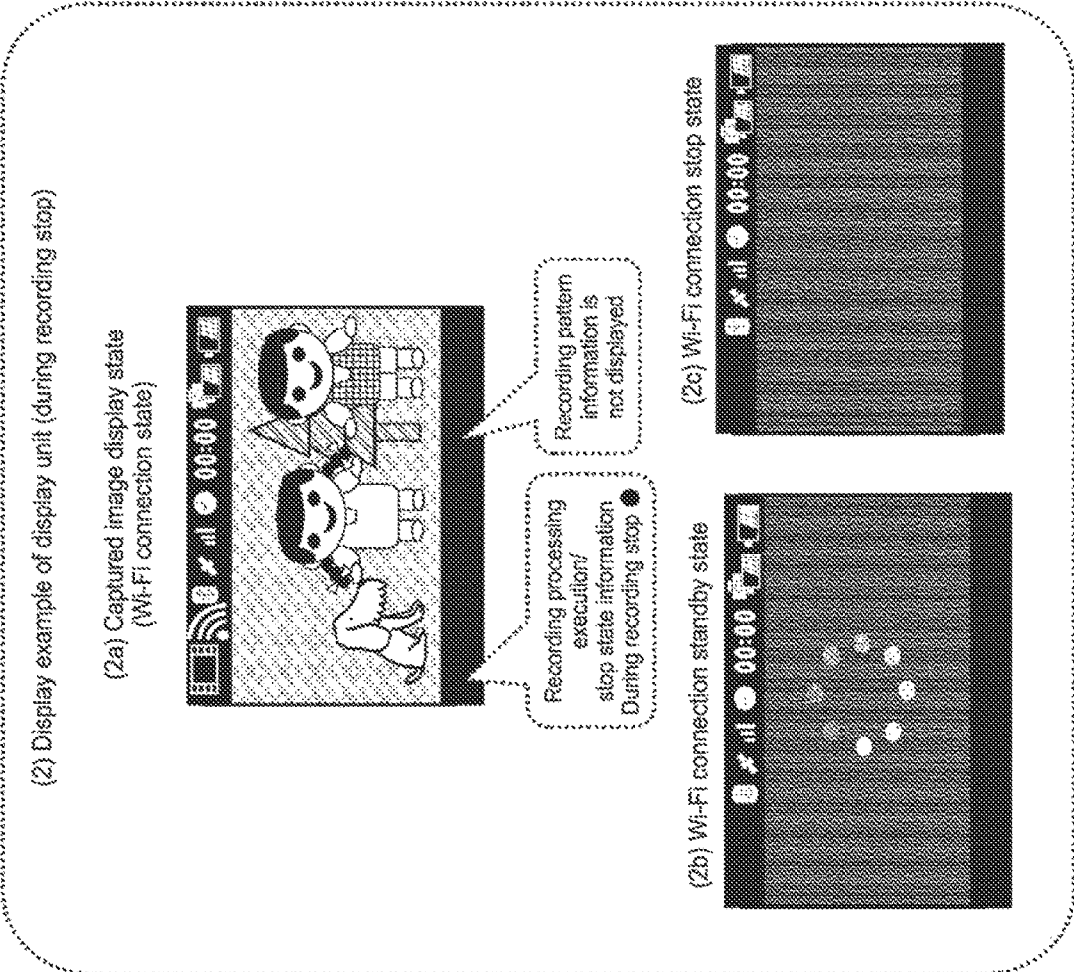 (2) Display example of display unit (during recording stop)
(2a) Captured image display state
(Wi-Fi connection state)
00:00
Recording processing
execution/
stop state information
During recording stop ●
Recording pattern
information is
not displayed
(2b) Wi-Fi connection standby state
00:00
(2c) Wi-Fi connection stop state
00:00